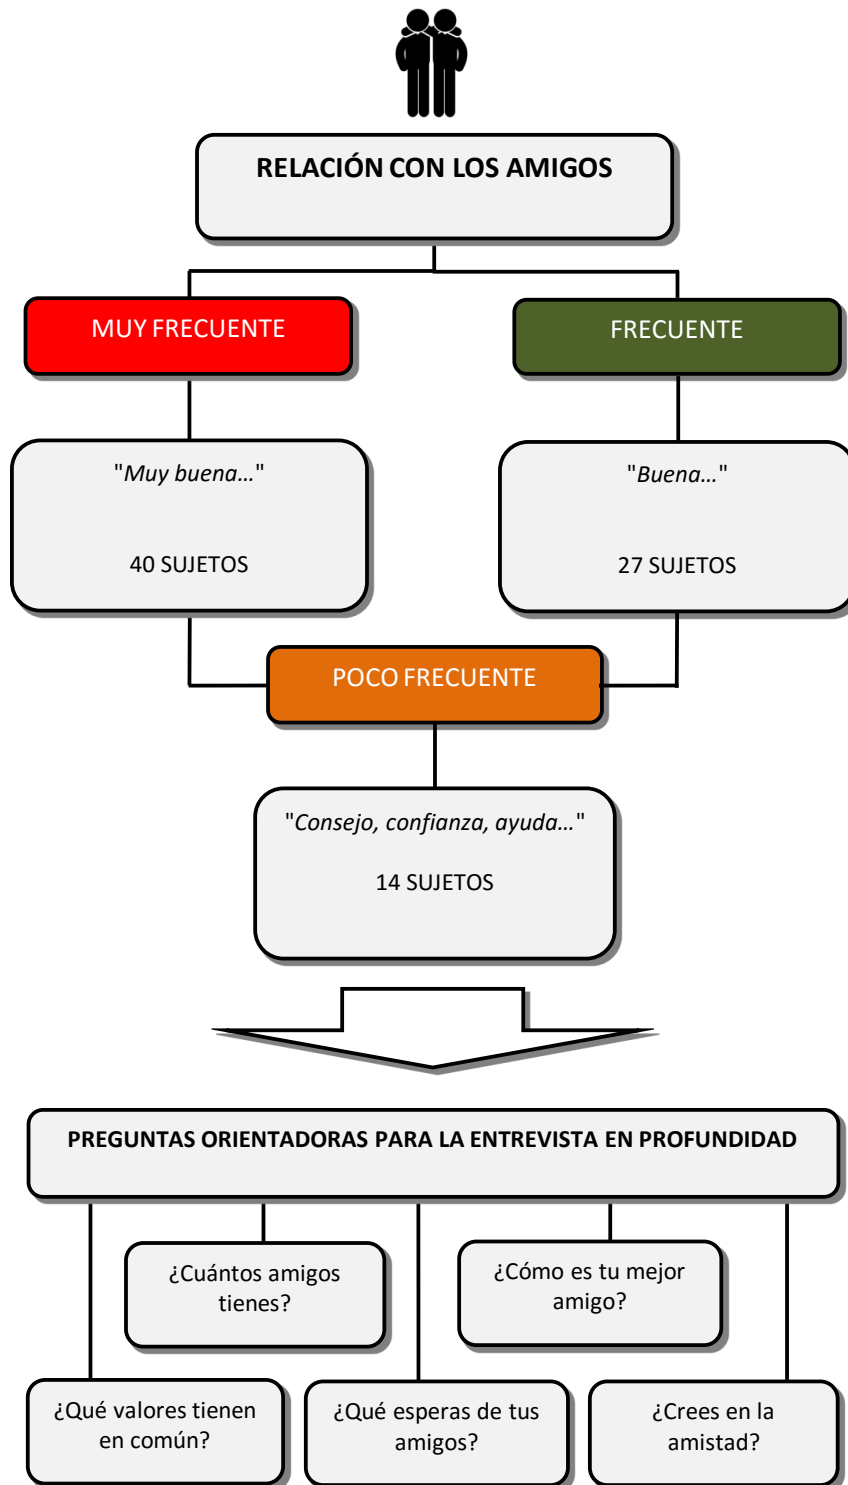 RELACIÓN CON LOS AMIGOS
MUY FRECUENTE
FRECUENTE
"Muy buena…"
40 SUJETOS
"Buena…"
27 SUJETOS
POCO FRECUENTE
"Consejo, confianza, ayuda…"
14 SUJETOS
PREGUNTAS ORIENTADORAS PARA LA ENTREVISTA EN PROFUNDIDAD
¿Cuántos amigos
tienes?
¿Cómo es tu mejor
amigo?
¿Qué valores tienen
en común?
¿Qué esperas de tus
amigos?
¿Crees en la
amistad?